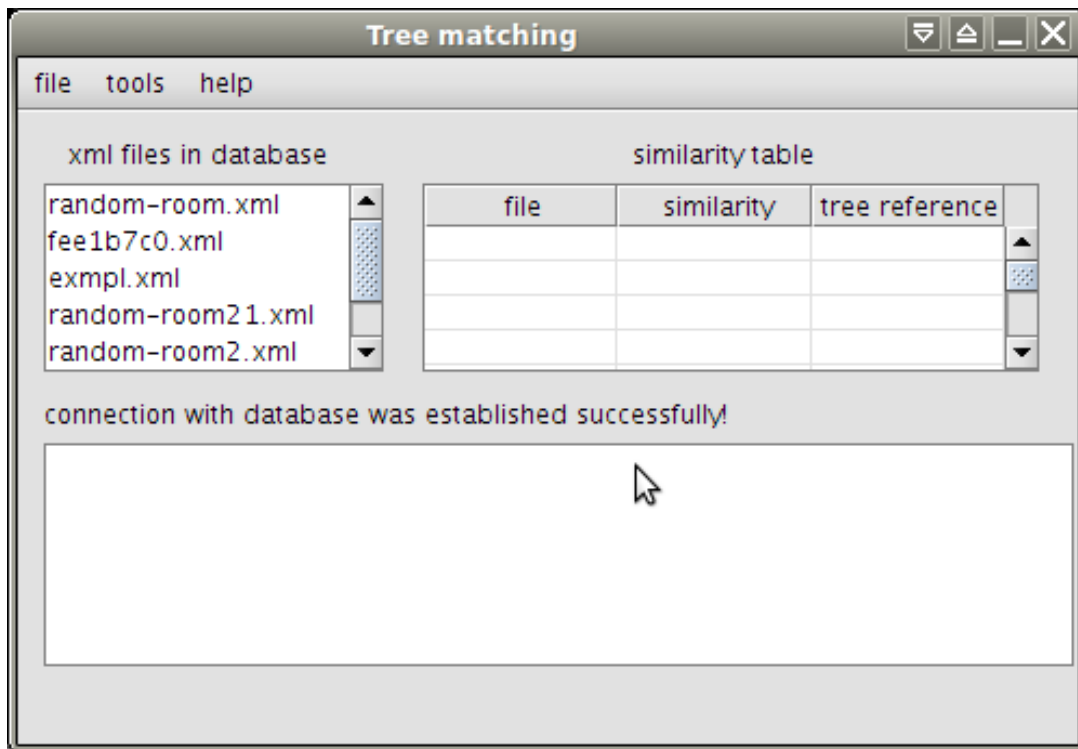 Tree matching
file tools help
xml files in database
random-room.xml
fee1b7c0.xml
exmpl.xml
random-room21.xml
random-room2.xml
similarity table
file similarity tree reference
connection with database was established successfully!